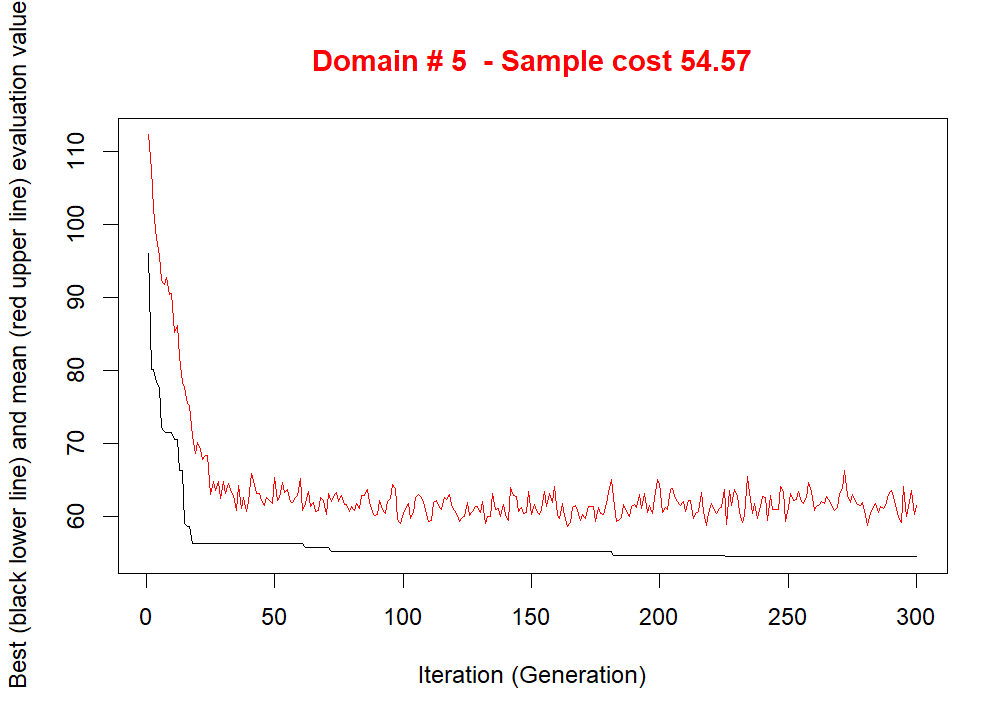 Domain # 5  - Sample cost 54.57
Best (black lower line) and mean (red upper line) evaluation value
110
100
90
80
70
60
0 50 100 150 200 250 300
Iteration (Generation)